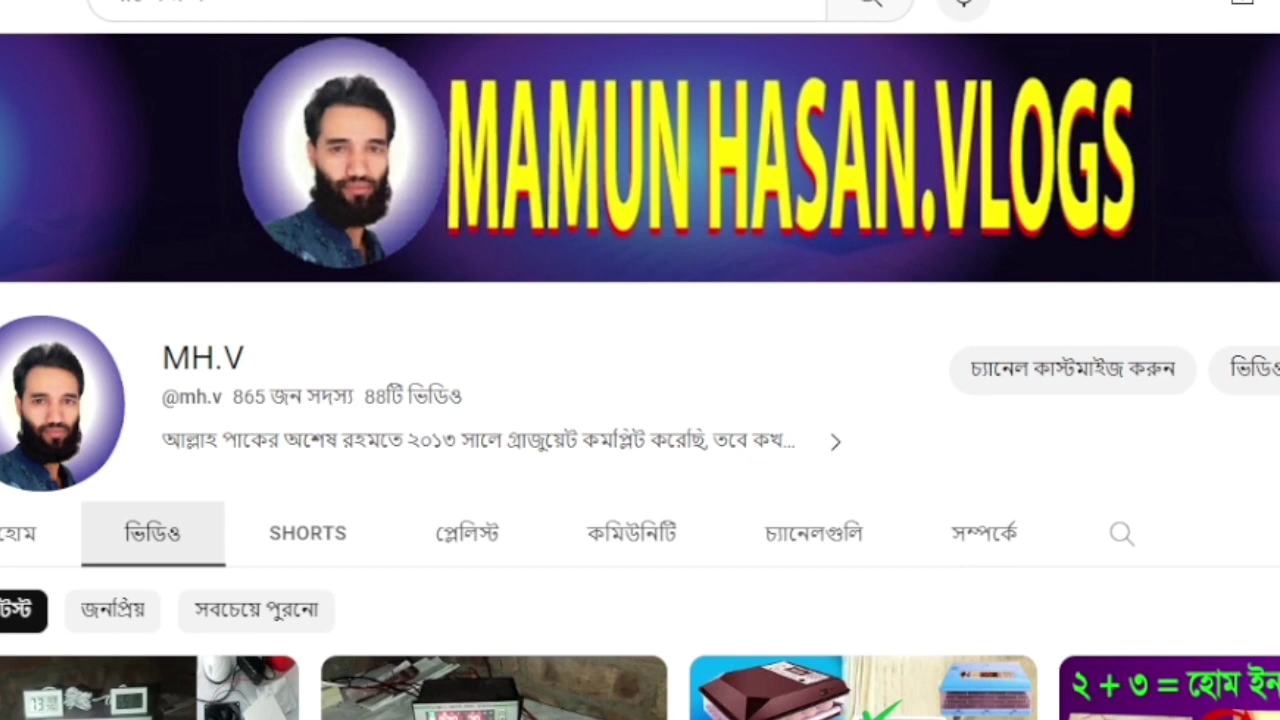 MAMUN HASAN.VLOGS
MH.V
@mh.v 865 জন সদস্য 88টি ভিডিও
চ্যানেল কাস্টমাইজ করুন
আল্লাহ পাকের অশেষ রহমতে ২০১৩ সালে গ্রাজুয়েট কমপ্লিট করেছি, তবে কখ...
হোম ভিডিও SHORTS প্লেলিস্ট কমিউনিটি চ্যানেলগুলি সম্পর্কে
জনপ্রিয় সবচেয়ে পুরনো
২ + ৩ = হোম